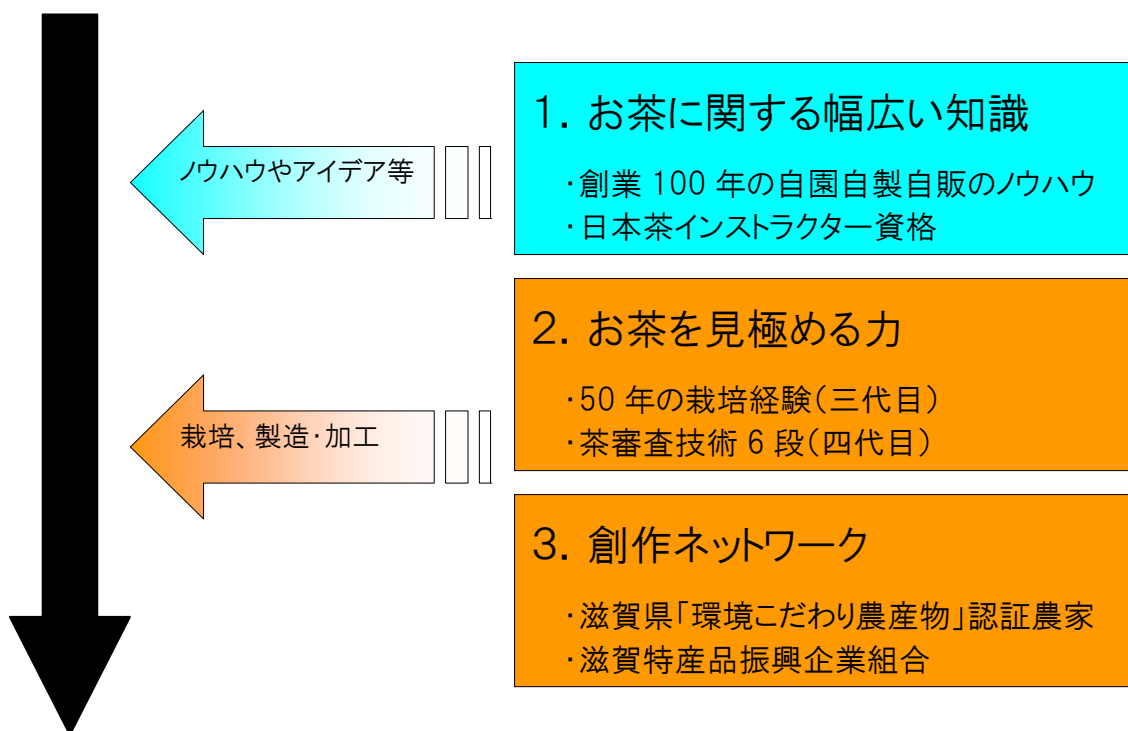 1. お茶に関する幅広い知識
・創業 100 年の自園自製自販のノウハウ
・日本茶インストラクター資格
ノウハウやアイデア等
2. お茶を見極める力
・50 年の栽培経験(三代目)
・茶審査技術 6 段(四代目)
栽培、製造・加工
3. 創作ネットワーク
・滋賀県「環境こだわり農産物」認証農家
・滋賀特産品振興企業組合